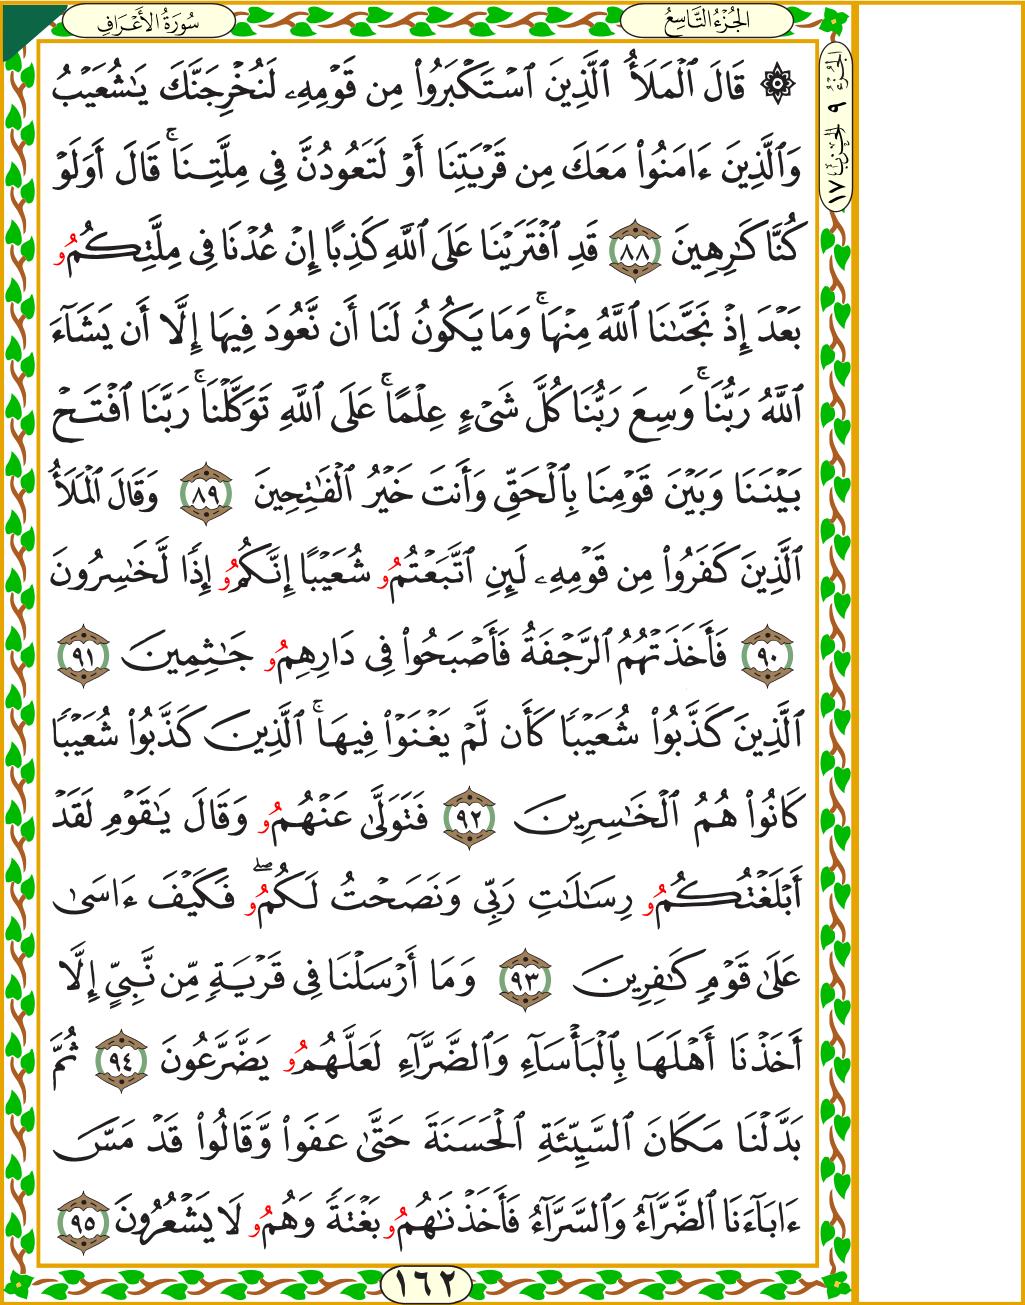 سُورَةُ الأَعْرَافِ
الجُزْءُ التَّاسِعُ
الجُزْءُ ٩ الحِزْبُ ١٧
۞ قَالَ ٱلۡمَلَأُ ٱلَّذِينَ ٱسۡتَكۡبَرُواْ مِن قَوۡمِهِۦ لَنُخۡرِجَنَّكَ يَٰشُعَيۡبُ
وَٱلَّذِينَ ءَامَنُواْ مَعَكَ مِن قَرۡيَتِنَا أَوۡ لَتَعُودُنَّ فِي مِلَّتِنَاۚ قَالَ أَوَلَوۡ
كُنَّا كَٰرِهِينَ ٨٨ قَدِ ٱفۡتَرَيۡنَا عَلَى ٱللَّهِ كَذِبًا إِنۡ عُدۡنَا فِي مِلَّتِكُمُو
بَعۡدَ إِذۡ نَجَّىٰنَا ٱللَّهُ مِنۡهَاۚ وَمَا يَكُونُ لَنَا أَن نَّعُودَ فِيهَا إِلَّا أَن يَشَآءَ
ٱللَّهُ رَبُّنَاۚ وَسِعَ رَبُّنَا كُلَّ شَيۡءٍ عِلۡمًاۚ عَلَى ٱللَّهِ تَوَكَّلۡنَاۚ رَبَّنَا ٱفۡتَحۡ
بَيۡنَنَا وَبَيۡنَ قَوۡمِنَا بِٱلۡحَقِّ وَأَنتَ خَيۡرُ ٱلۡفَٰتِحِينَ ٨٩ وَقَالَ ٱلۡمَلَأُ
ٱلَّذِينَ كَفَرُواْ مِن قَوۡمِهِۦ لَئِنِ ٱتَّبَعۡتُمُو شُعَيۡبًا إِنَّكُمُو إِذٗا لَّخَٰسِرُونَ
٩٠ فَأَخَذَتۡهُمُ ٱلرَّجۡفَةُ فَأَصۡبَحُواْ فِي دَارِهِمُو جَٰثِمِينَ ٩١
ٱلَّذِينَ كَذَّبُواْ شُعَيۡبٗا كَأَن لَّمۡ يَغۡنَوۡاْ فِيهَاۚ ٱلَّذِينَ كَذَّبُواْ شُعَيۡبٗا
كَانُواْ هُمُ ٱلۡخَٰسِرِينَ ٩٢ فَتَوَلَّىٰ عَنۡهُمُو وَقَالَ يَٰقَوۡمِ لَقَدۡ
أَبۡلَغۡتُكُمُو رِسَٰلَٰتِ رَبِّي وَنَصَحۡتُ لَكُمُوۖ فَكَيۡفَ ءَاسَىٰ
عَلَىٰ قَوۡمٖ كَٰفِرِينَ ٩٣ وَمَا أَرۡسَلۡنَا فِي قَرۡيَةٖ مِّن نَّبِيٍّ إِلَّا
أَخَذۡنَا أَهۡلَهَا بِٱلۡبَأۡسَآءِ وَٱلضَّرَّآءِ لَعَلَّهُمُو يَضَّرَّعُونَ ٩٤ ثُمَّ
بَدَّلۡنَا مَكَانَ ٱلسَّيِّئَةِ ٱلۡحَسَنَةَ حَتَّىٰ عَفَواْ وَّقَالُواْ قَدۡ مَسَّ
ءَابَآءَنَا ٱلضَّرَّآءُ وَٱلسَّرَّآءُ فَأَخَذۡنَٰهُمُو بَغۡتَةٗ وَهُمُو لَا يَشۡعُرُونَ ٩٥
١٦٢